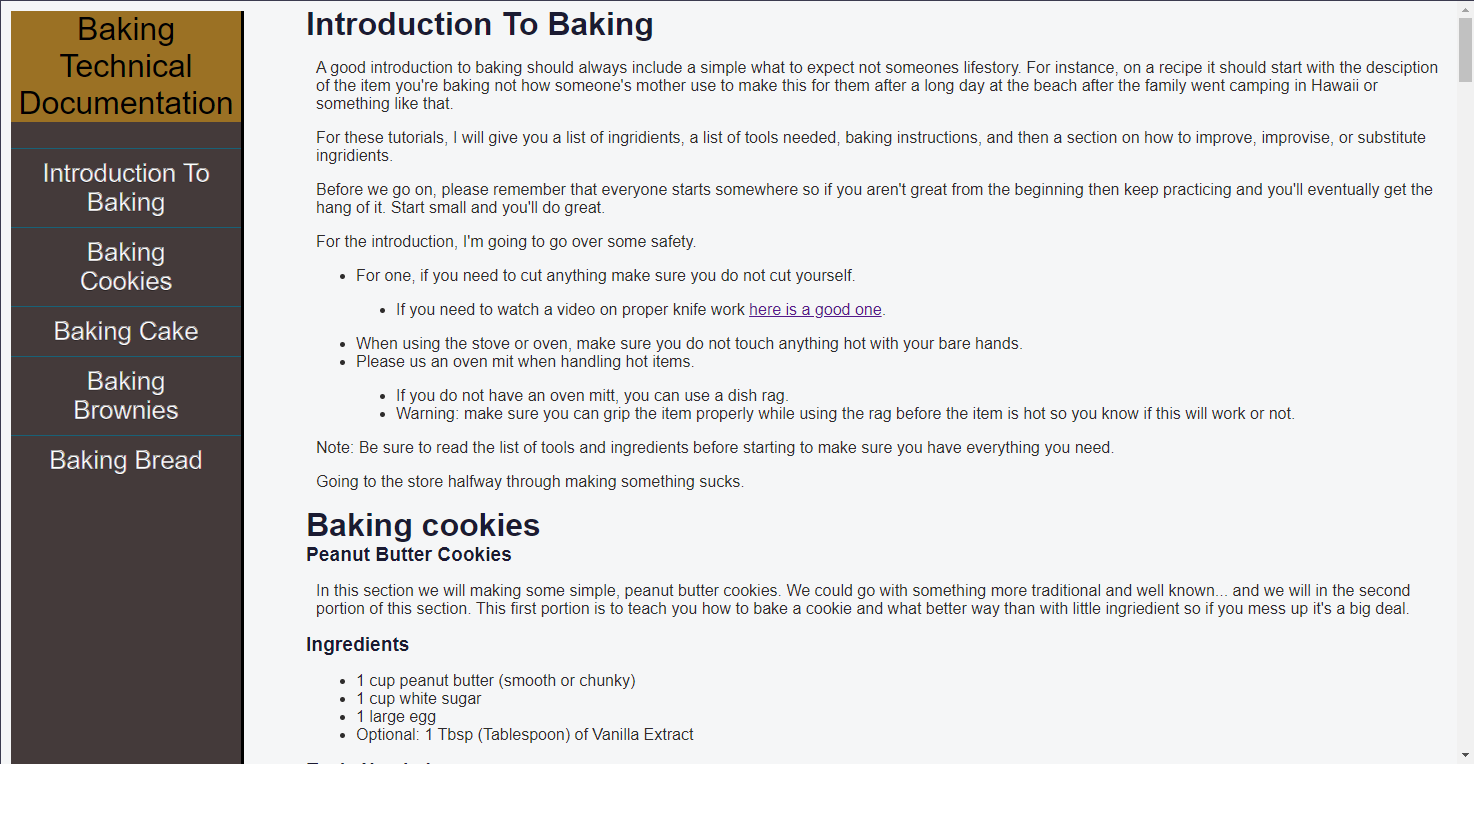 Baking
Technical
Documentation
Introduction To
Baking
Baking
Cookies
Baking Cake
Baking
Brownies
Baking Bread
Introduction To Baking
A good introduction to baking should always include a simple what to expect not someones lifestory. For instance, on a recipe it should start with the desciption
of the item you're baking not how someone's mother use to make this for them after a long day at the beach after the family went camping in Hawaii or
something like that.
For these tutorials, I will give you a list of ingridients, a list of tools needed, baking instructions, and then a section on how to improve, improvise, or substitute
ingridients.
Before we go on, please remember that everyone starts somewhere so if you aren't great from the beginning then keep practicing and you'll eventually get the
hang of it. Start small and you'll do great.
For the introduction, I'm going to go over some safety.
• For one, if you need to cut anything make sure you do not cut yourself.
• If you need to watch a video on proper knife work here is a good one.
• When using the stove or oven, make sure you do not touch anything hot with your bare hands.
• Please us an oven mit when handling hot items.
• If you do not have an oven mitt, you can use a dish rag.
• Warning: make sure you can grip the item properly while using the rag before the item is hot so you know if this will work or not.
Note: Be sure to read the list of tools and ingredients before starting to make sure you have everything you need.
Going to the store halfway through making something sucks.
Baking cookies
Peanut Butter Cookies
In this section we will making some simple, peanut butter cookies. We could go with something more traditional and well known... and we will in the second
portion of this section. This first portion is to teach you how to bake a cookie and what better way than with little ingriedient so if you mess up it's a big deal.
Ingredients
• 1 cup peanut butter (smooth or chunky)
• 1 cup white sugar
• 1 large egg
• Optional: 1 Tbsp (Tablespoon) of Vanilla Extract